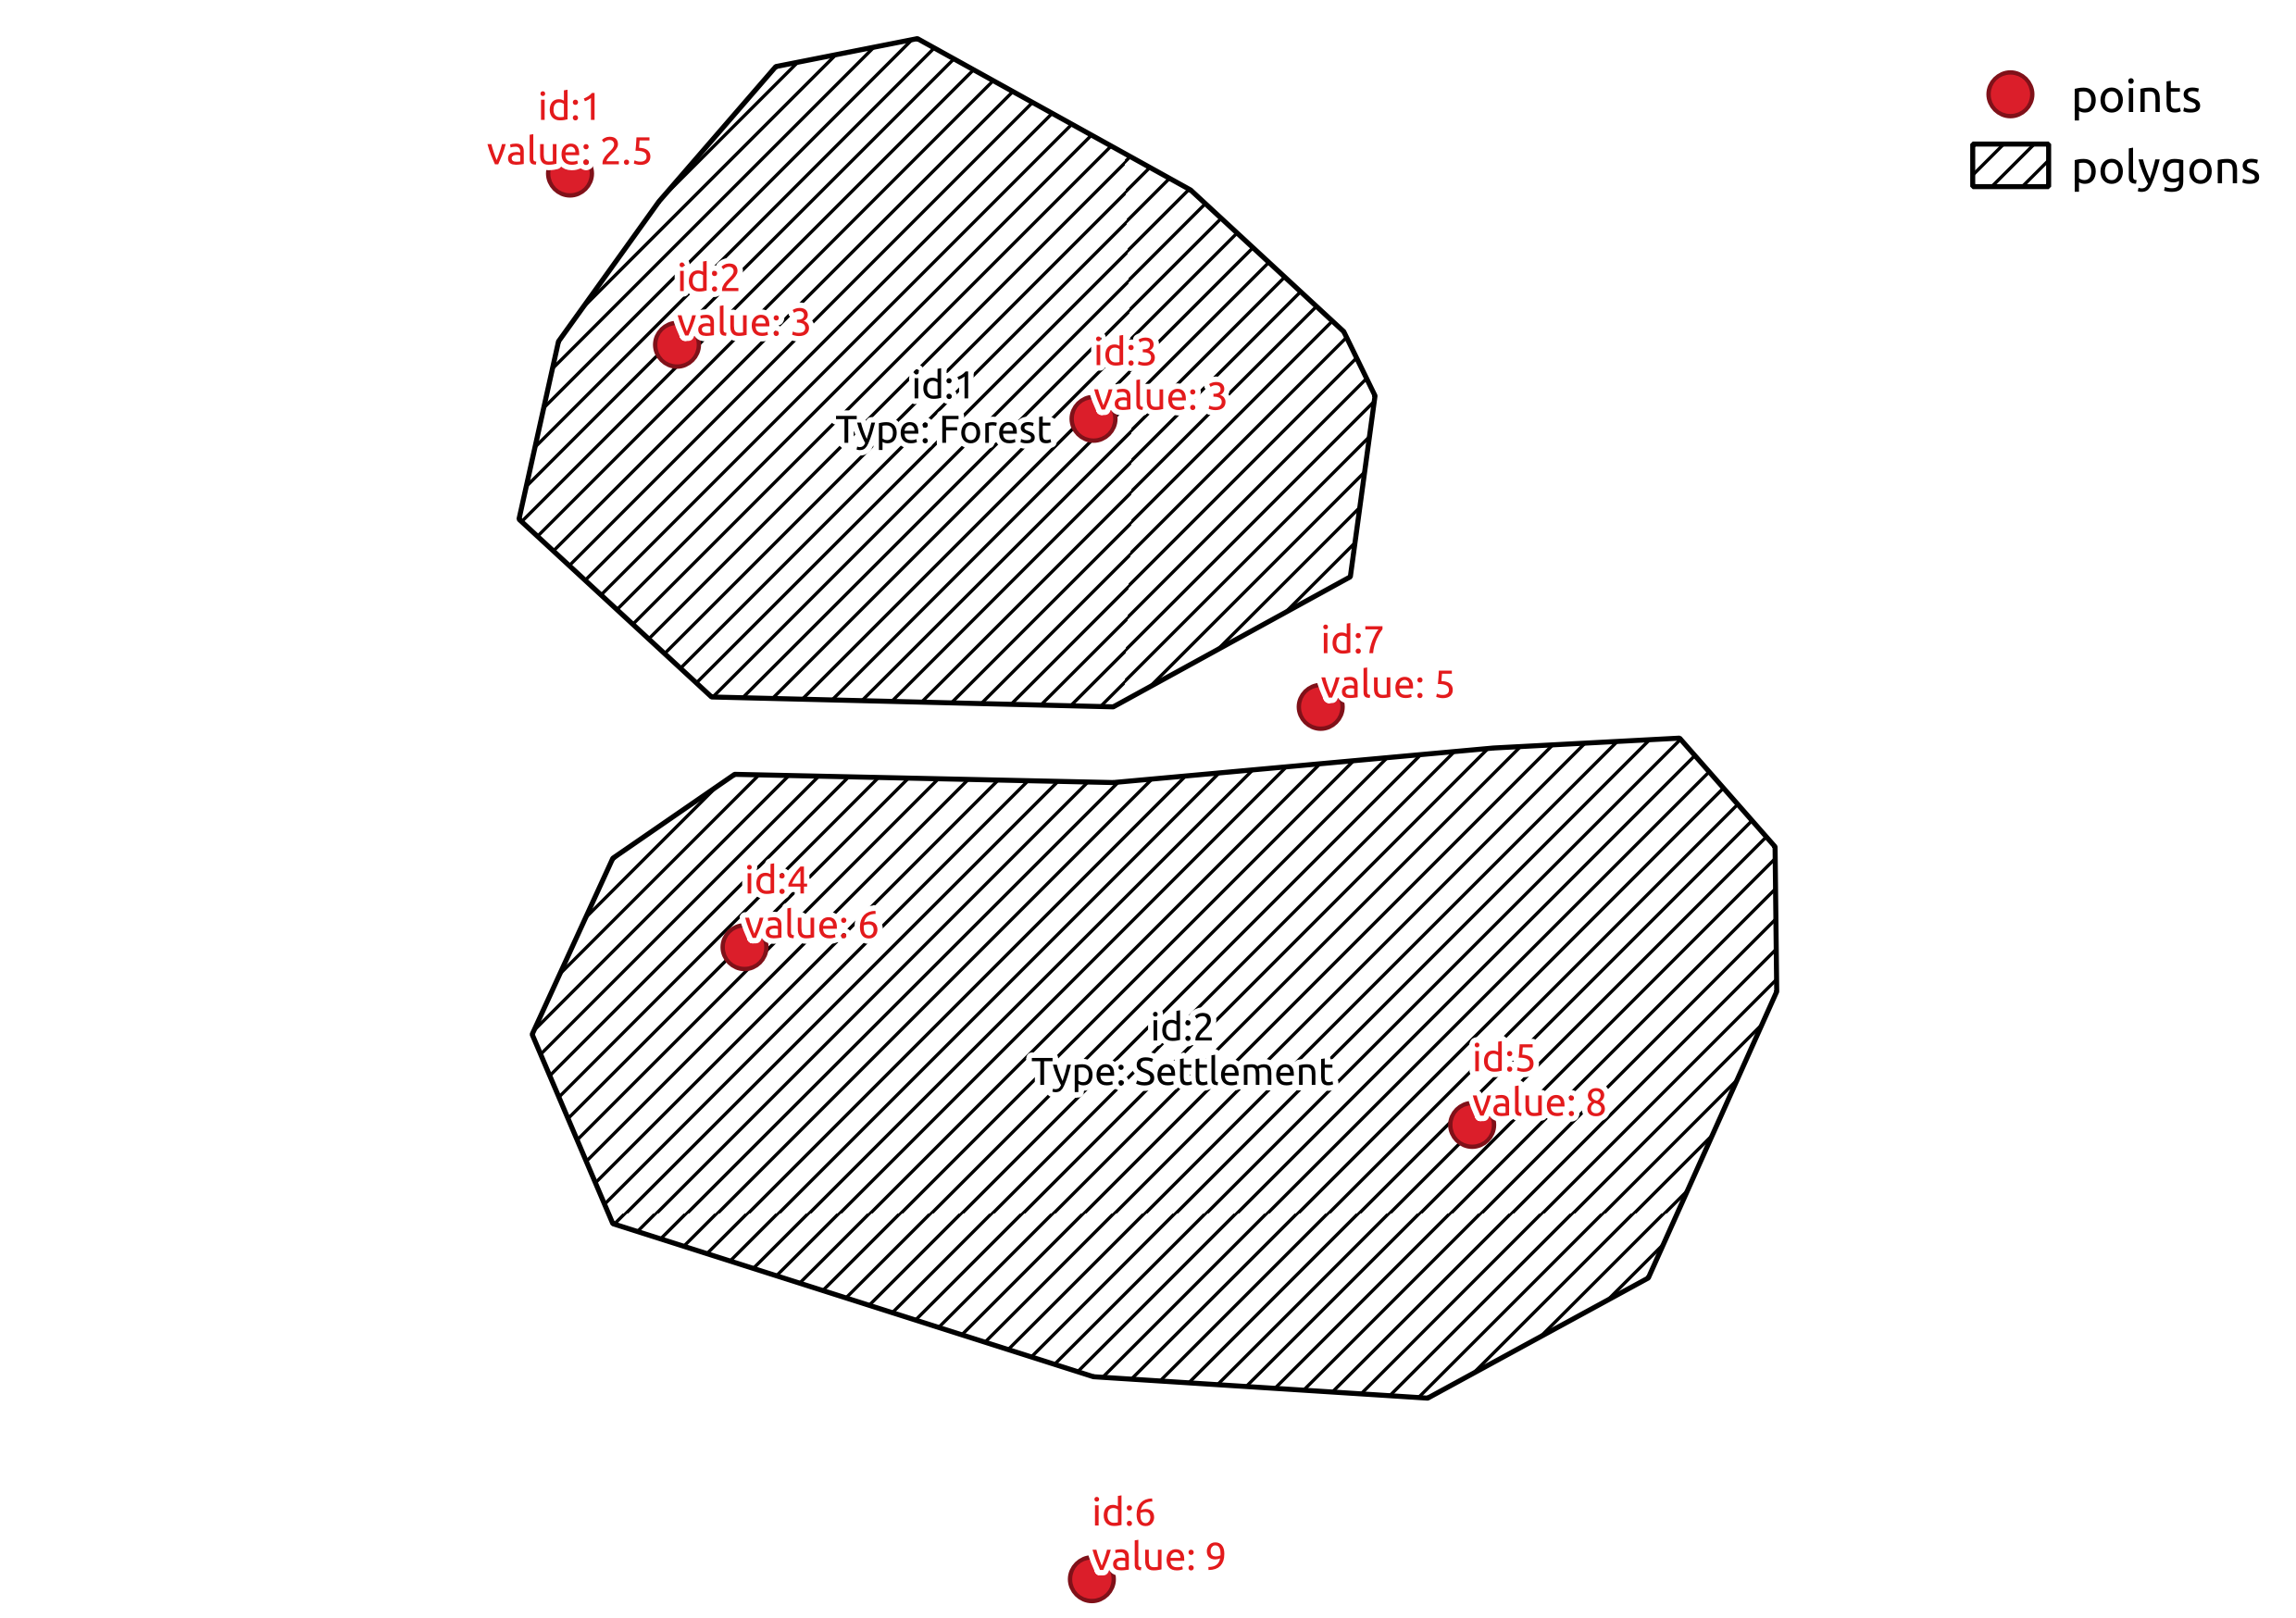 id:1
value: 2.5
points
polygons
id:2
value: 3
id:3
value: 3
id:1
Type: Forest
id:7
value: 5
id:4
value: 6
id:2
Type: Settlement
id:5
value: 8
id:6
value: 9